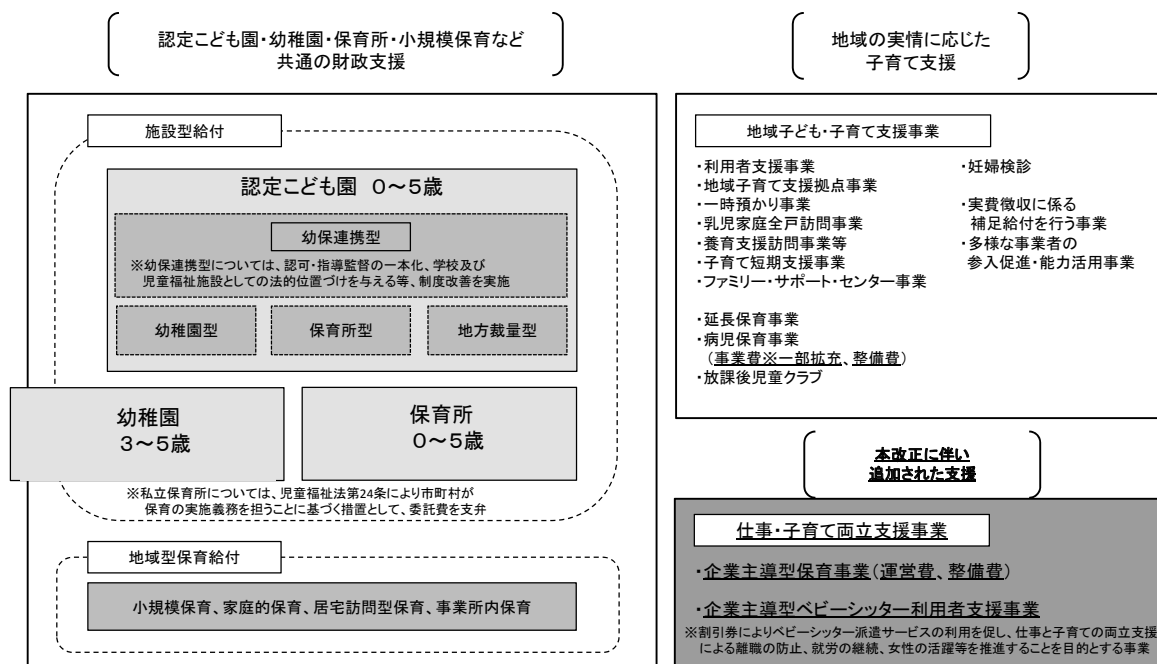 認定こども園・幼稚園・保育所・小規模保育など
共通の財政支援
施設型給付
認定こども園 0～5歳
幼保連携型
※幼保連携型については、認可・指導監督の一本化、学校及び
児童福祉施設としての法的位置づけを与える等、制度改善を実施
幼稚園型
保育所型
地方裁量型
幼稚園
3～5歳
保育所
0～5歳
※私立保育所については、児童福祉法第24条により市町村が
保育の実施義務を担うことに基づく措置として、委託費を支弁
地域型保育給付
小規模保育、家庭的保育、居宅訪問型保育、事業所内保育
地域の実情に応じた
子育て支援
地域子ども・子育て支援事業
・利用者支援事業
・地域子育て支援拠点事業
・一時預かり事業
・乳児家庭全戸訪問事業
・養育支援訪問事業等
・子育て短期支援事業
・ファミリー・サポート・センター事業
・延長保育事業
・病児保育事業
（事業費※一部拡充、整備費）
・放課後児童クラブ
・妊婦検診
・実費徴収に係る
補足給付を行う事業
・多様な事業者の
参入促進・能力活用事業
本改正に伴い
追加された支援
仕事・子育て両立支援事業
・企業主導型保育事業（運営費、整備費）
・企業主導型ベビーシッター利用者支援事業
※割引券によりベビーシッター派遣サービスの利用を促し、仕事と子育ての両立支援
による離職の防止、就労の継続、女性の活躍等を推進することを目的とする事業